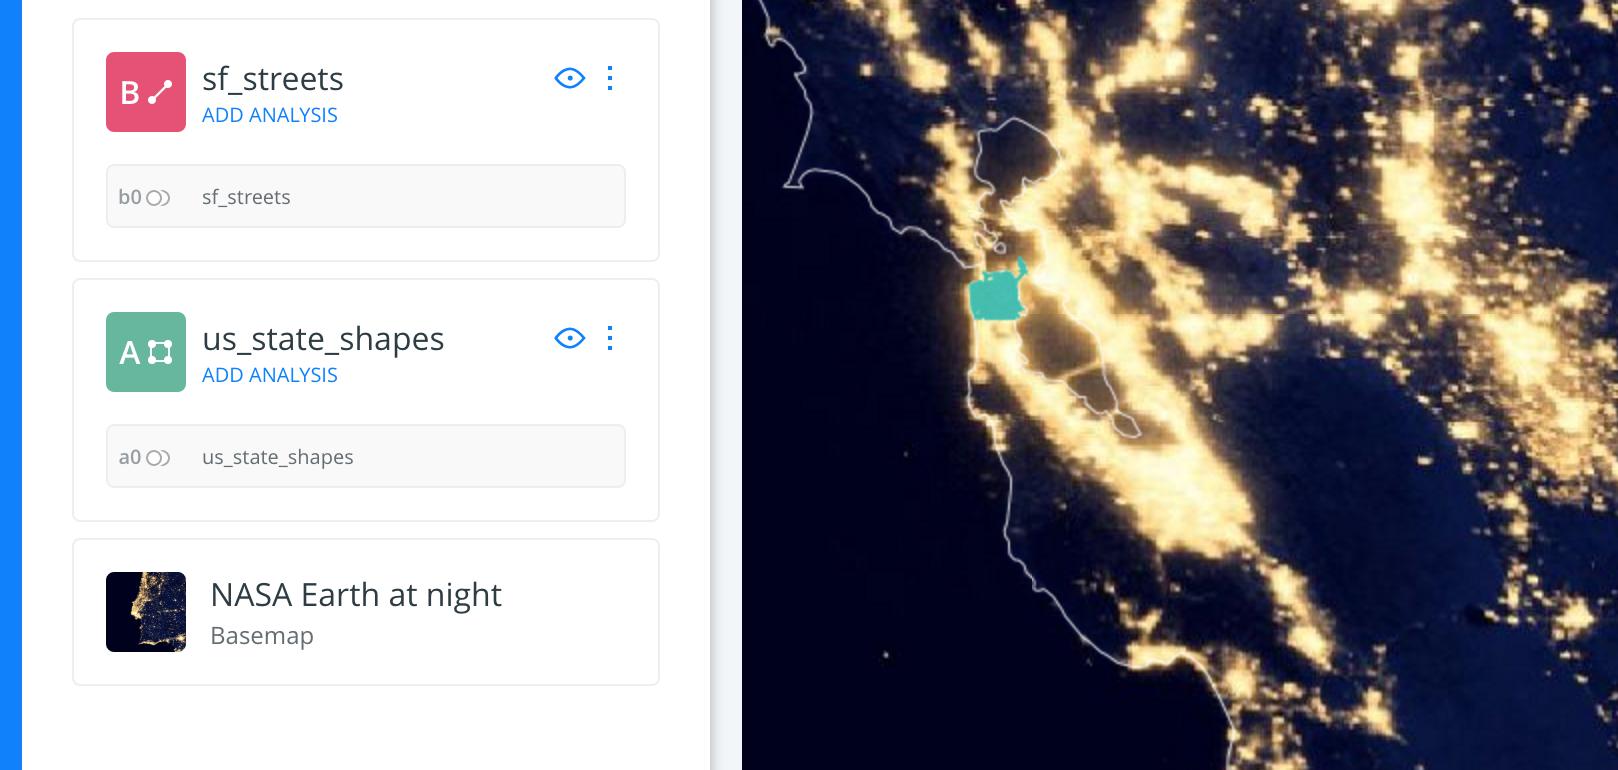 B
sf_streets
ADD ANALYSIS
b0 sf_streets
A
us_state_shapes
ADD ANALYSIS
a0 us_state_shapes
NASA Earth at night
Basemap